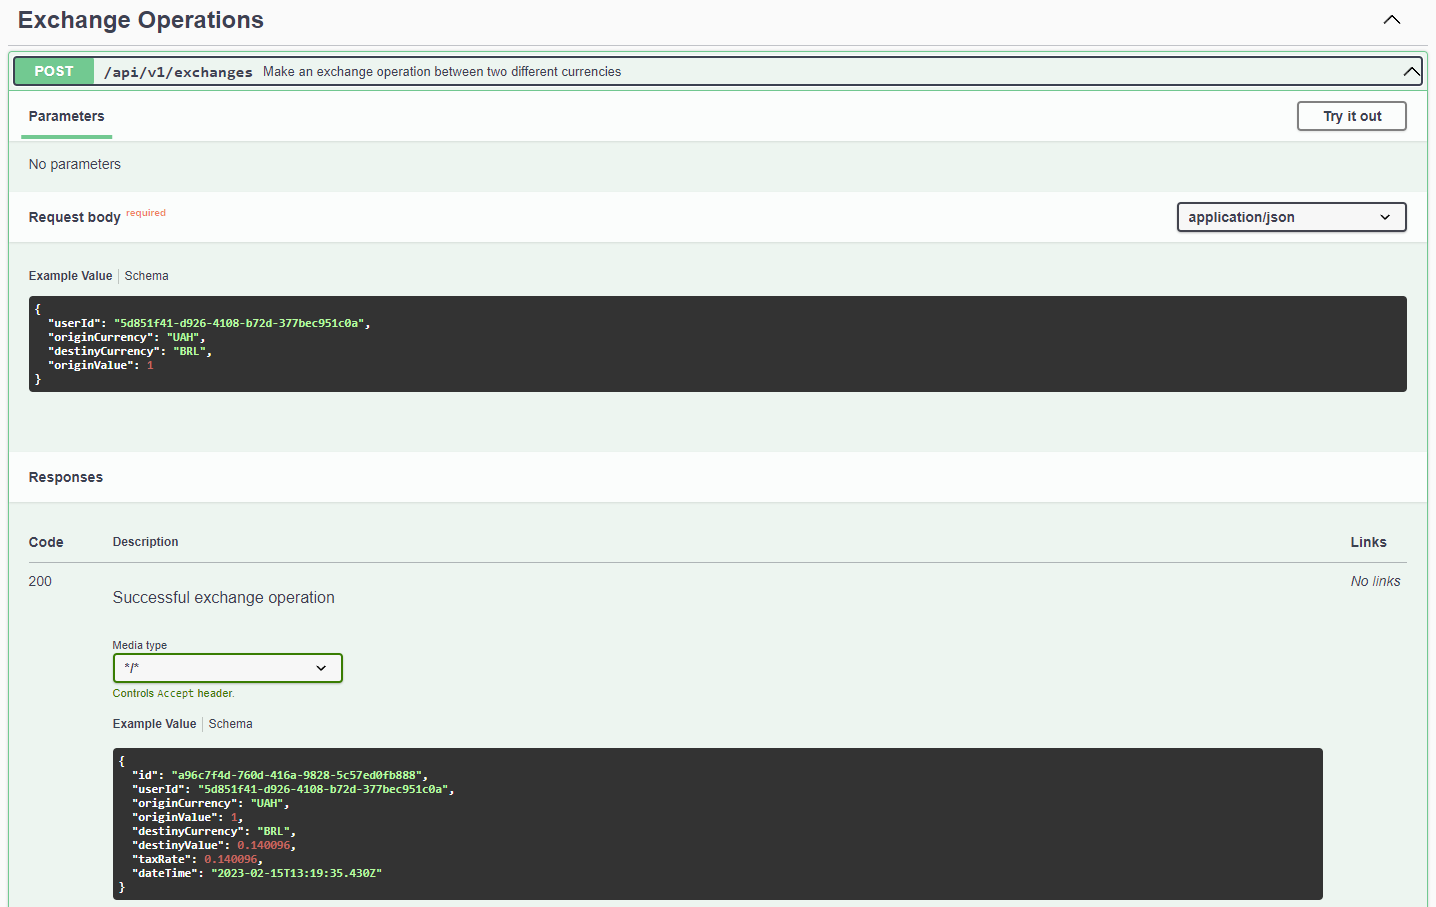 Exchange Operations
POST /api/v1/exchanges Make an exchange operation between two different currencies
Parameters
Try it out
No parameters
Request body required
application/json
Example Value Schema
{
"userId": "5d851f41-d926-4108-b72d-377bec951c0a",
"originCurrency": "UAH",
"destinyCurrency": "BRL",
"originValue": 1
}
Responses
Code Description Links
200 Successful exchange operation No links
Media type
*/*
Controls Accept header.
Example Value Schema
{
"id": "a96c7f4d-760d-416a-9828-5c57ed0fb888",
"userId": "5d851f41-d926-4108-b72d-377bec951c0a",
"originCurrency": "UAH",
"originValue": 1,
"destinyCurrency": "BRL",
"destinyValue": 0.140096,
"taxRate": 0.140096,
"dateTime": "2023-02-15T13:19:35.430Z"
}